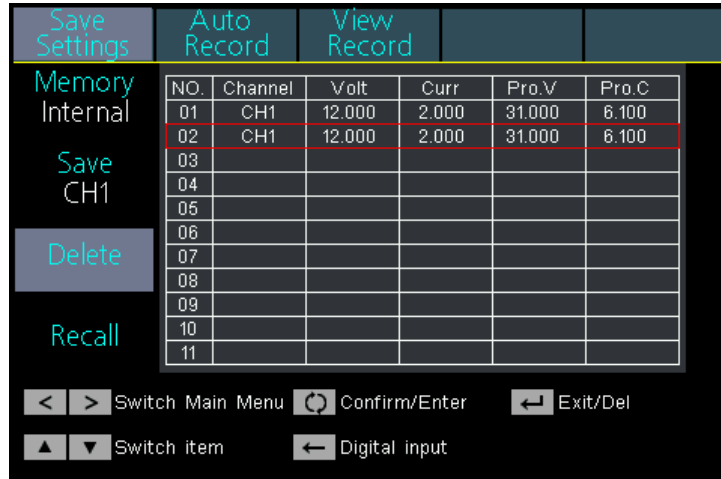 Save Settings
Auto Record
View Record
Memory
Internal
Save
CH1
Delete
Recall
NO. Channel Volt Curr Pro.V Pro.C
01 CH1 12.000 2.000 31.000 6.100
02 CH1 12.000 2.000 31.000 6.100
03
04
05
06
07
08
09
10
11
< > Switch Main Menu Confirm/Enter Exit/Del
▲ ▼ Switch item ← Digital input